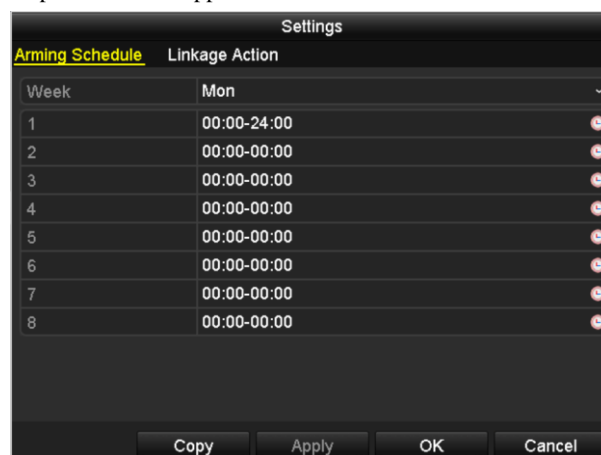 Settings
Arming Schedule Linkage Action
Week Mon
1 00:00-24:00
2 00:00-00:00
3 00:00-00:00
4 00:00-00:00
5 00:00-00:00
6 00:00-00:00
7 00:00-00:00
8 00:00-00:00
Copy Apply OK Cancel